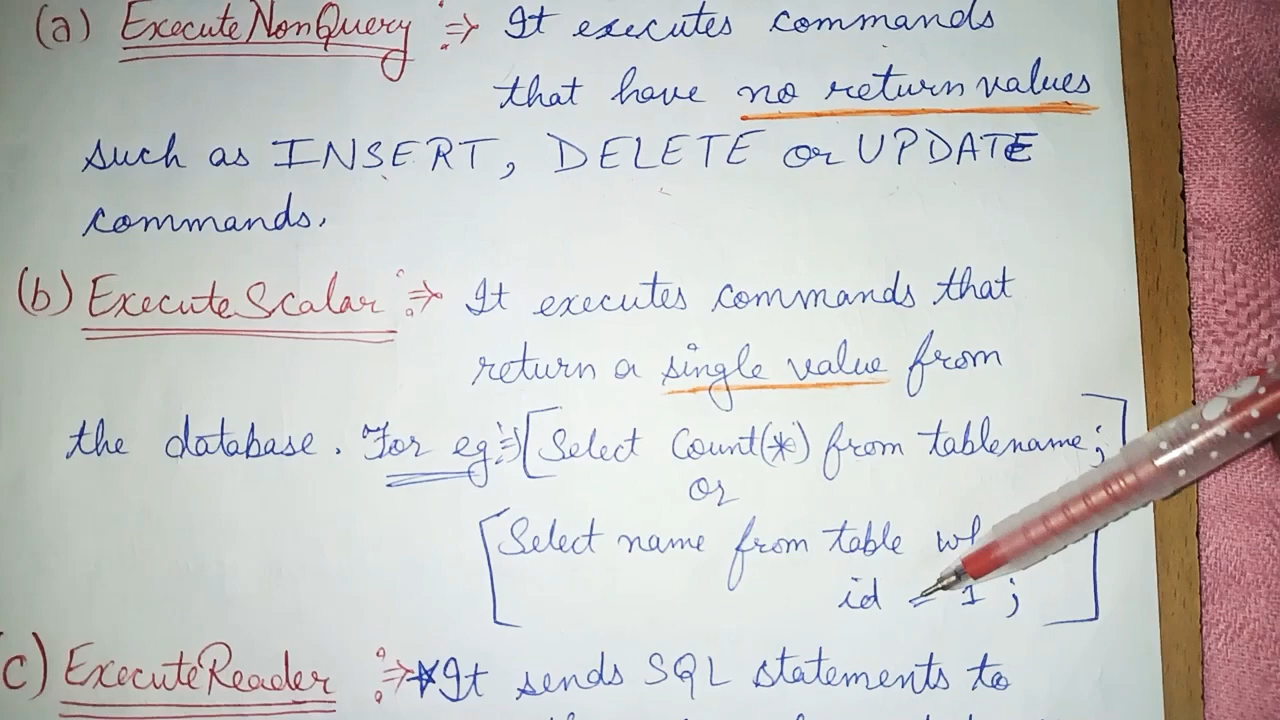 (a) ExecuteNonQuery :⇒ It executes commands
that have no return values
such as INSERT, DELETE or UPDATE
commands.
(b) ExecuteScalar :⇒ It executes commands that
return a single value from
the database. For eg:⇒ [Select Count(*) from tablename;]
or
[Select name from table
id = 1 ;]
(c) ExecuteReader :⇒ *It sends SQL statements to